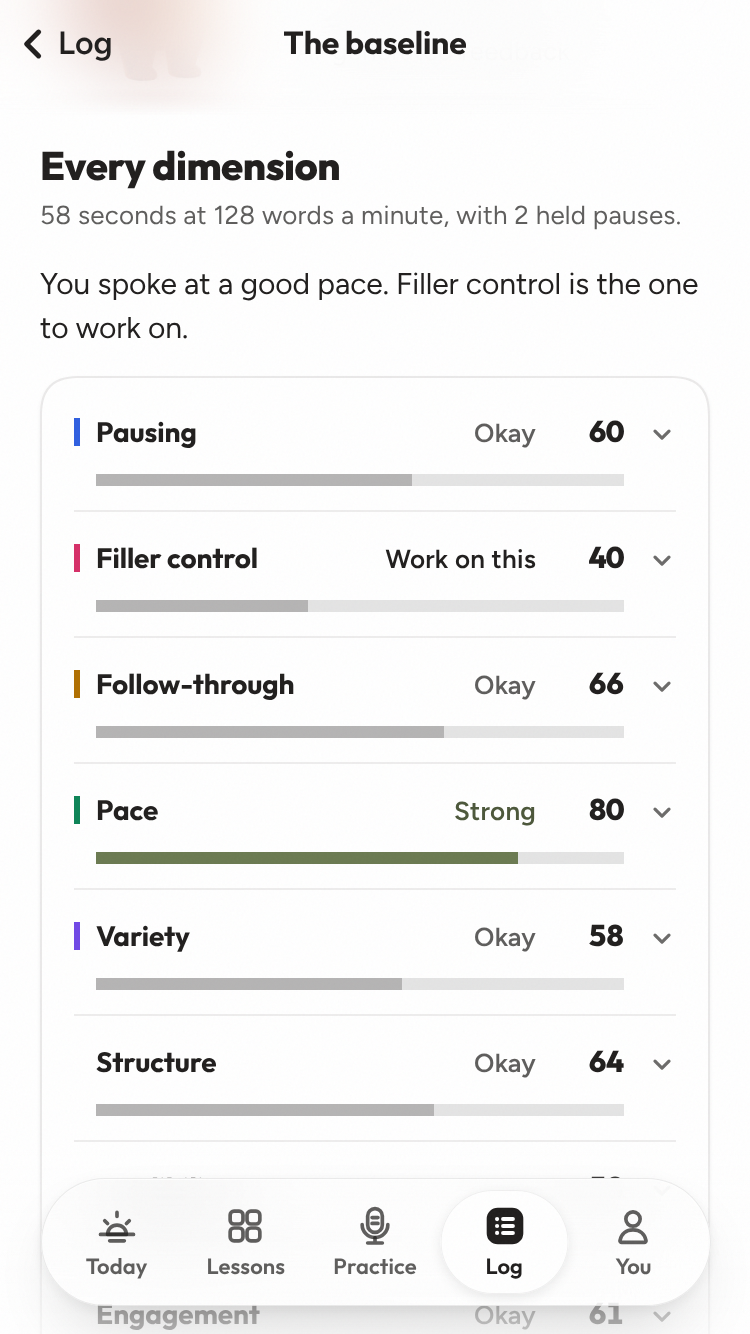 Log
The baseline
Every dimension
58 seconds at 128 words a minute, with 2 held pauses.
You spoke at a good pace. Filler control is the one
to work on.
Pausing Okay 60
Filler control Work on this 40
Follow-through Okay 66
Pace Strong 80
Variety Okay 58
Structure Okay 64
Today Lessons Practice Log You
Engagement Okay 61